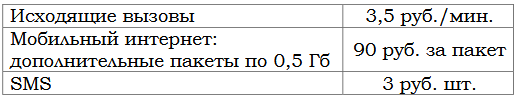 Исходящие вызовы 3,5 руб./мин.
Мобильный интернет:
дополнительные пакеты по 0,5 Гб 90 руб. за пакет
SMS 3 руб. шт.